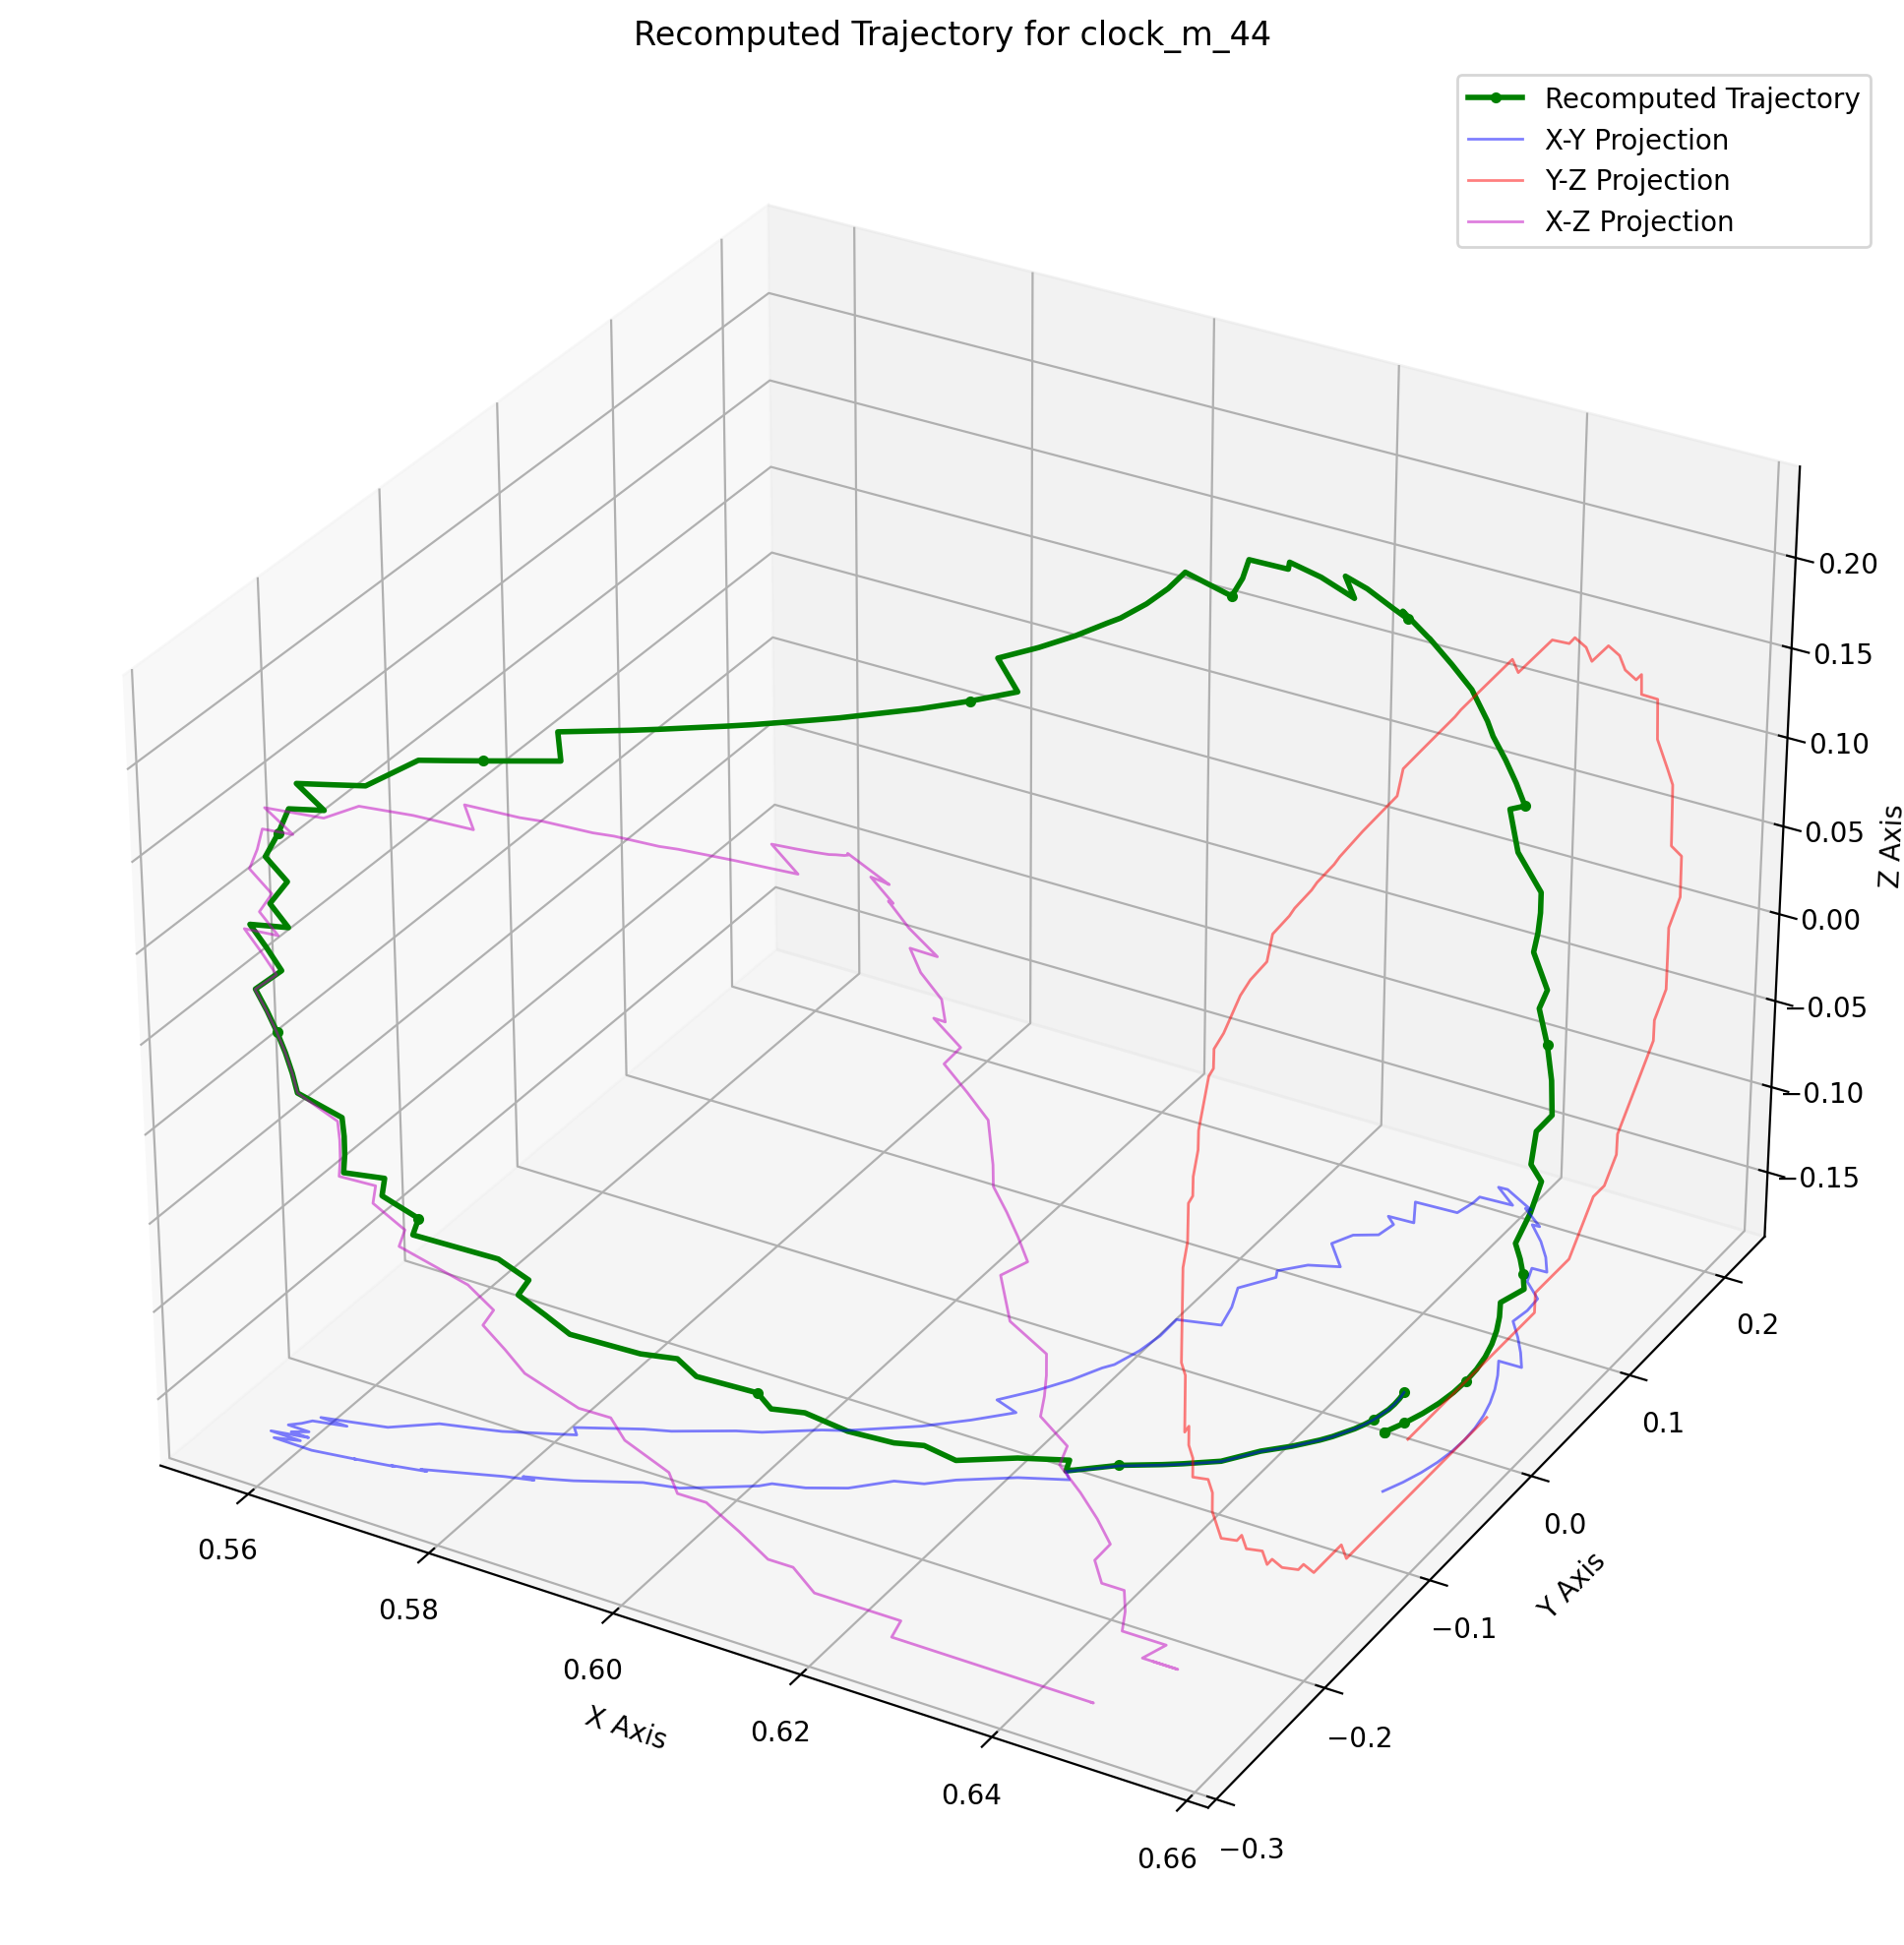 Recomputed Trajectory for clock_m_44
Recomputed Trajectory
X-Y Projection
Y-Z Projection
X-Z Projection
0.20
0.15
0.10
0.05
0.00
−0.05
−0.10
−0.15
Z Axis
0.2
0.1
0.0
−0.1
−0.2
−0.3
Y Axis
0.56
0.58
0.60
0.62
0.64
0.66
X Axis